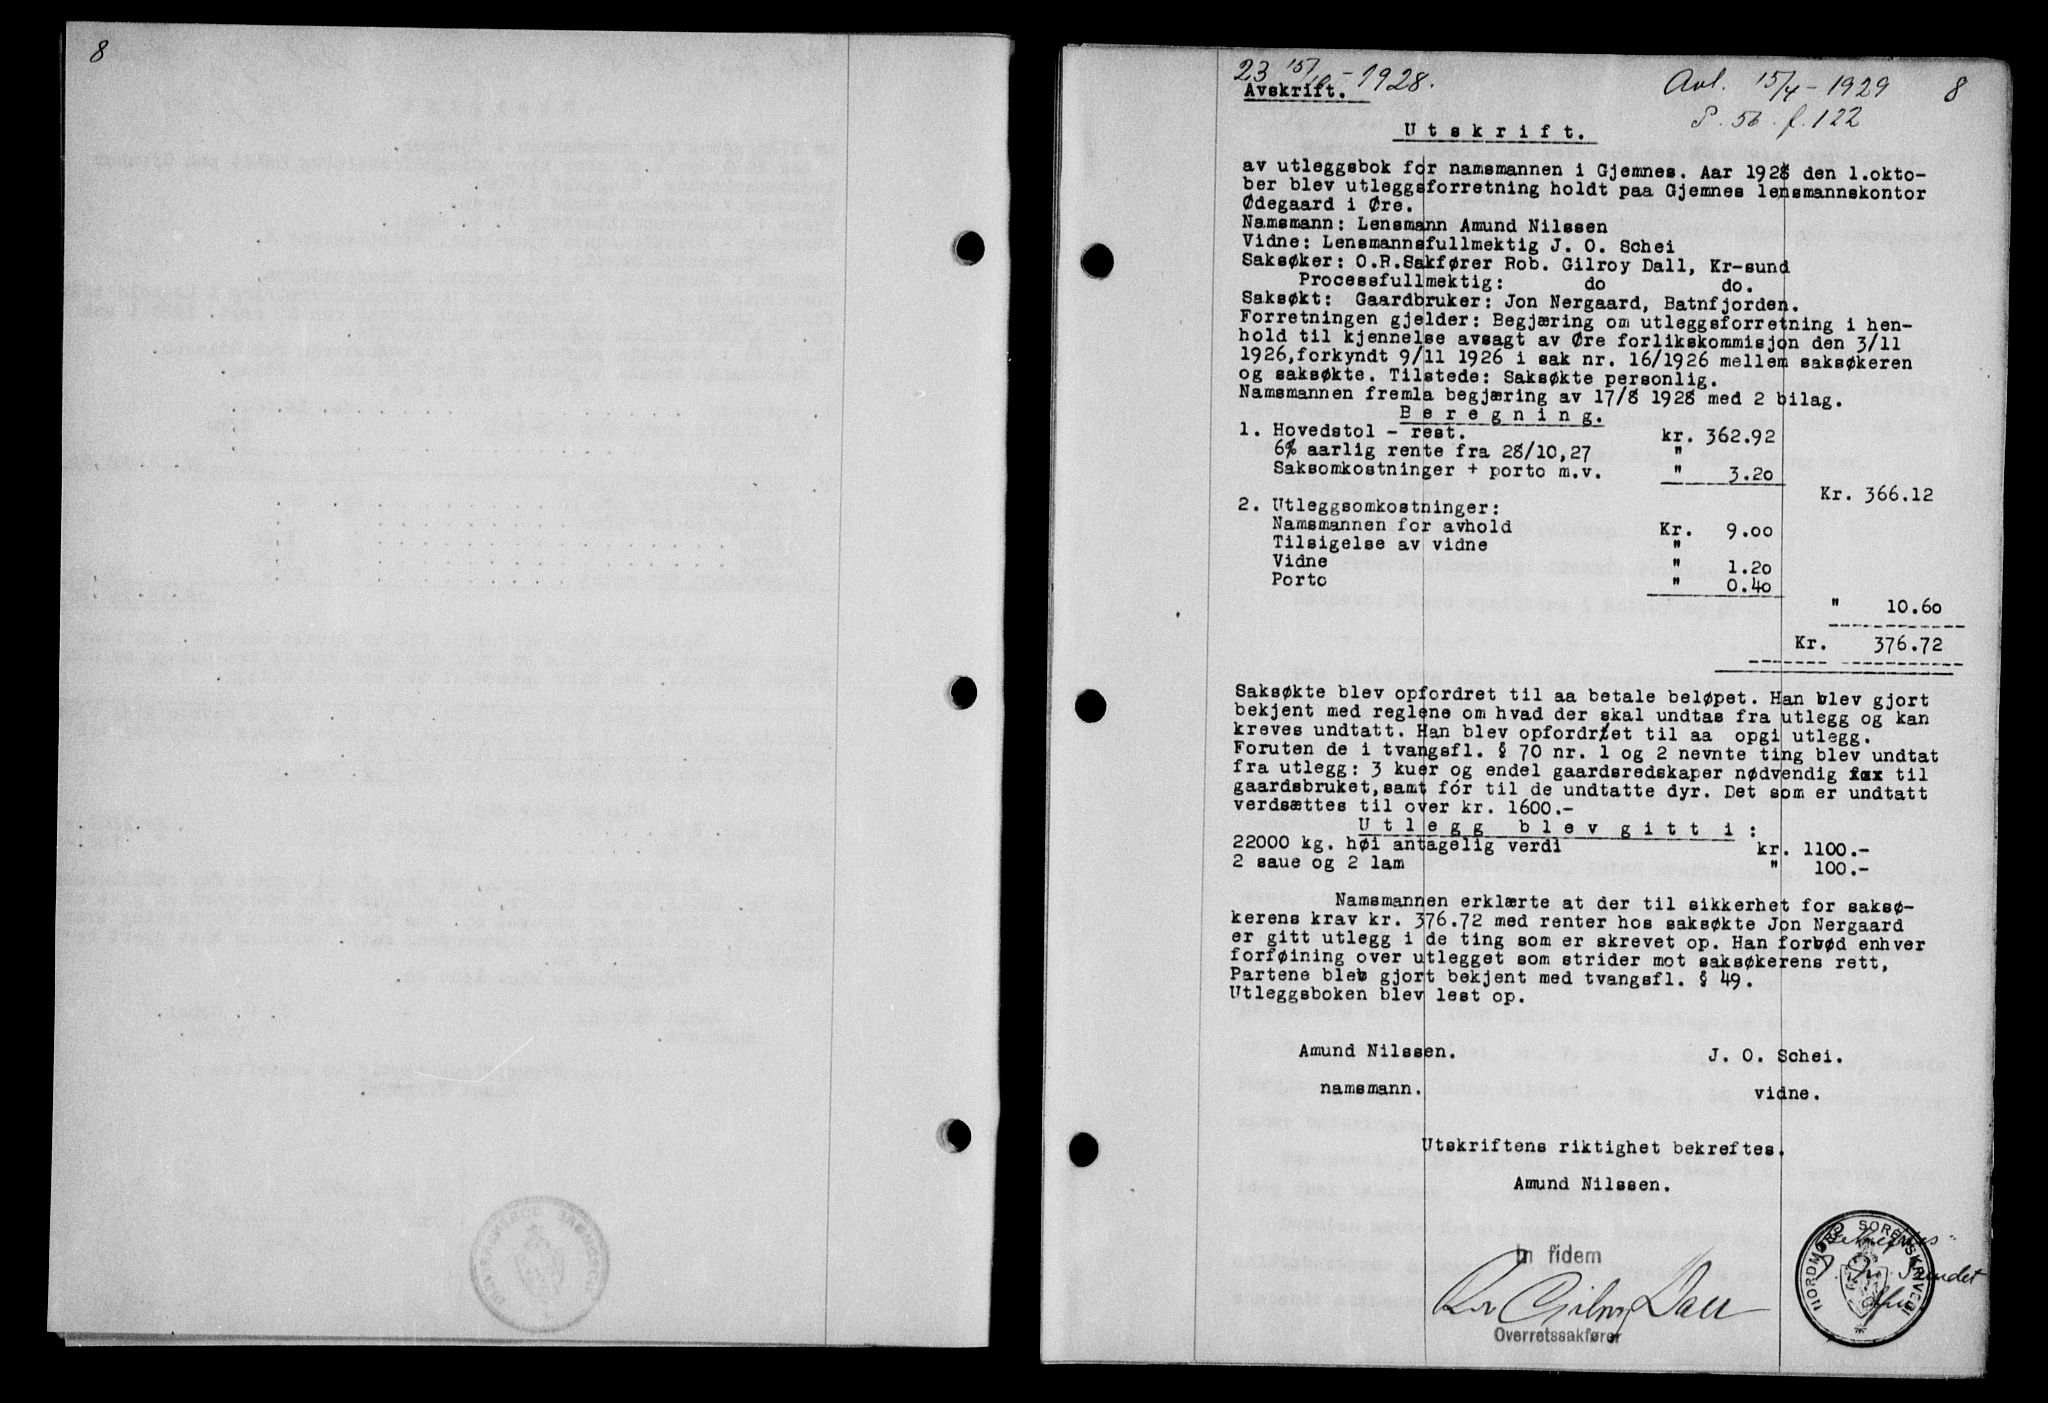 8
23 15/10-1928.
Avl. 15/4-1929 8
P. 56 f. 122
Avskrift.
Utskrift.
av utleggsbok for namsmannen i Gjemnes. Aar 1928 den 1.okto-
ber blev utleggsforretning holdt paa Gjemnes lensmannskontor
Ødegaard i Øre.
Namsmann: Lensmann Amund Nilssen
Vidne: Lensmannsfullmektig J. O. Schei
Saksøker: O.R.Sakfører Rob. Gilroy Dall, Kr-sund
Processfullmektig: do do.
Saksøkt: Gaardbruker: Jon Nergaard, Batnfjorden.
Forretningen gjelder: Begjæring om utleggsforretning i hen-
hold til kjennelse avsagt av Øre forlikskommisjon den 3/11
1926,forkyndt 9/11 1926 i sak nr. 16/1926 mellem saksøkeren
og saksøkte. Tilstede: Saksøkte personlig.
Namsmannen fremla begjæring av 17/8 1928 med 2 bilag.
Beregning.
1. Hovedstol - rest. kr. 362.92
6% aarlig rente fra 28/10,27 "
Saksomkostninger + porto m.v. " 3.20
Kr. 366.12
2. Utleggsomkostninger:
Namsmannen for avhold Kr. 9.00
Tilsigelse av vidne "
Vidne " 1.20
Porto " 0.40
" 10.60
Kr. 376.72
Saksøkte blev opfordret til aa betale beløpet. Han blev gjort
bekjent med reglene om hvad der skal undtas fra utlegg og kan
kreves undtatt. Han blev opfordret til aa opgi utlegg.
Foruten de i tvangsfl. § 70 nr. 1 og 2 nevnte ting blev undtat
fra utlegg: 3 kuer og endel gaardsredskaper nødvendig til
gaardsbruket,samt fór til de undtatte dyr. Det som er undtatt
verdsættes til over kr. 1600.-
Utlegg blev gitt i:
22000 kg. høi antagelig verdi kr. 1100.-
2 saue og 2 lam " 100.-
Namsmannen erklærte at der til sikkerhet for saksø-
kerens krav kr. 376.72 med renter hos saksøkte Jon Nergaard
er gitt utlegg i de ting som er skrevet op. Han forbød enhver
forføining over utlegget som strider mot saksøkerens rett,
Partene blev gjort bekjent med tvangsfl. § 49.
Utleggsboken blev lest op.
Amund Nilssen. J. O. Schei.
namsmann. vidne.
Utskriftens riktighet bekreftes.
Amund Nilssen.
In fidem
Rob Gilroy Dall
Overretssakfører
NORDMØRE SORENSKRIVERI